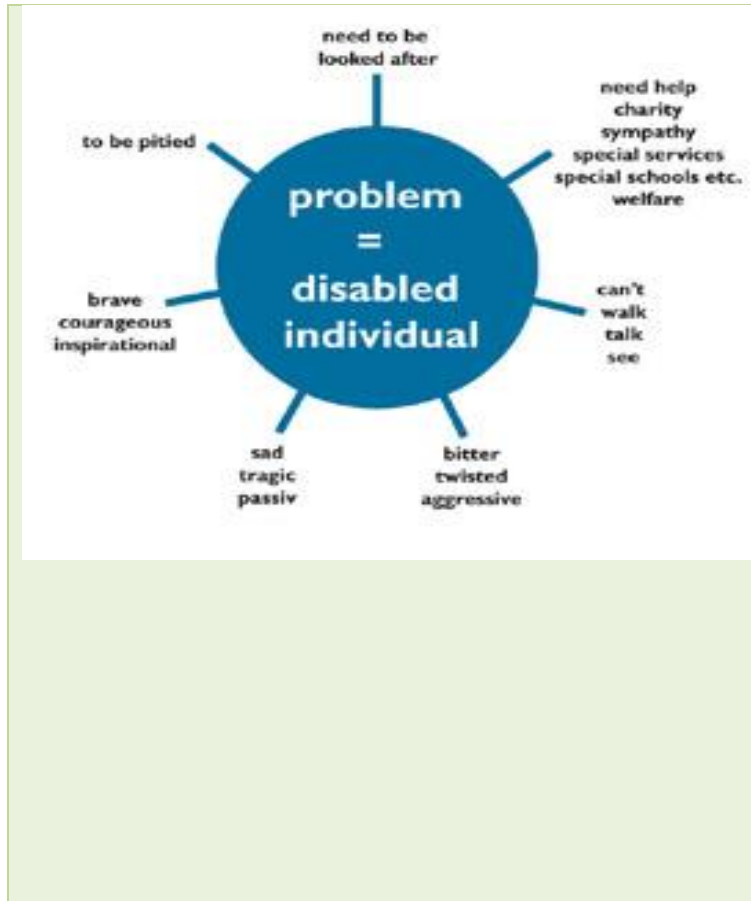 need to be
looked after
need help
charity
sympathy
special services
special schools etc.
welfare
to be pitied
problem
=
disabled
individual
can't
walk
talk
see
brave
courageous
inspirational
sad
tragic
passiv
bitter
twisted
aggressive